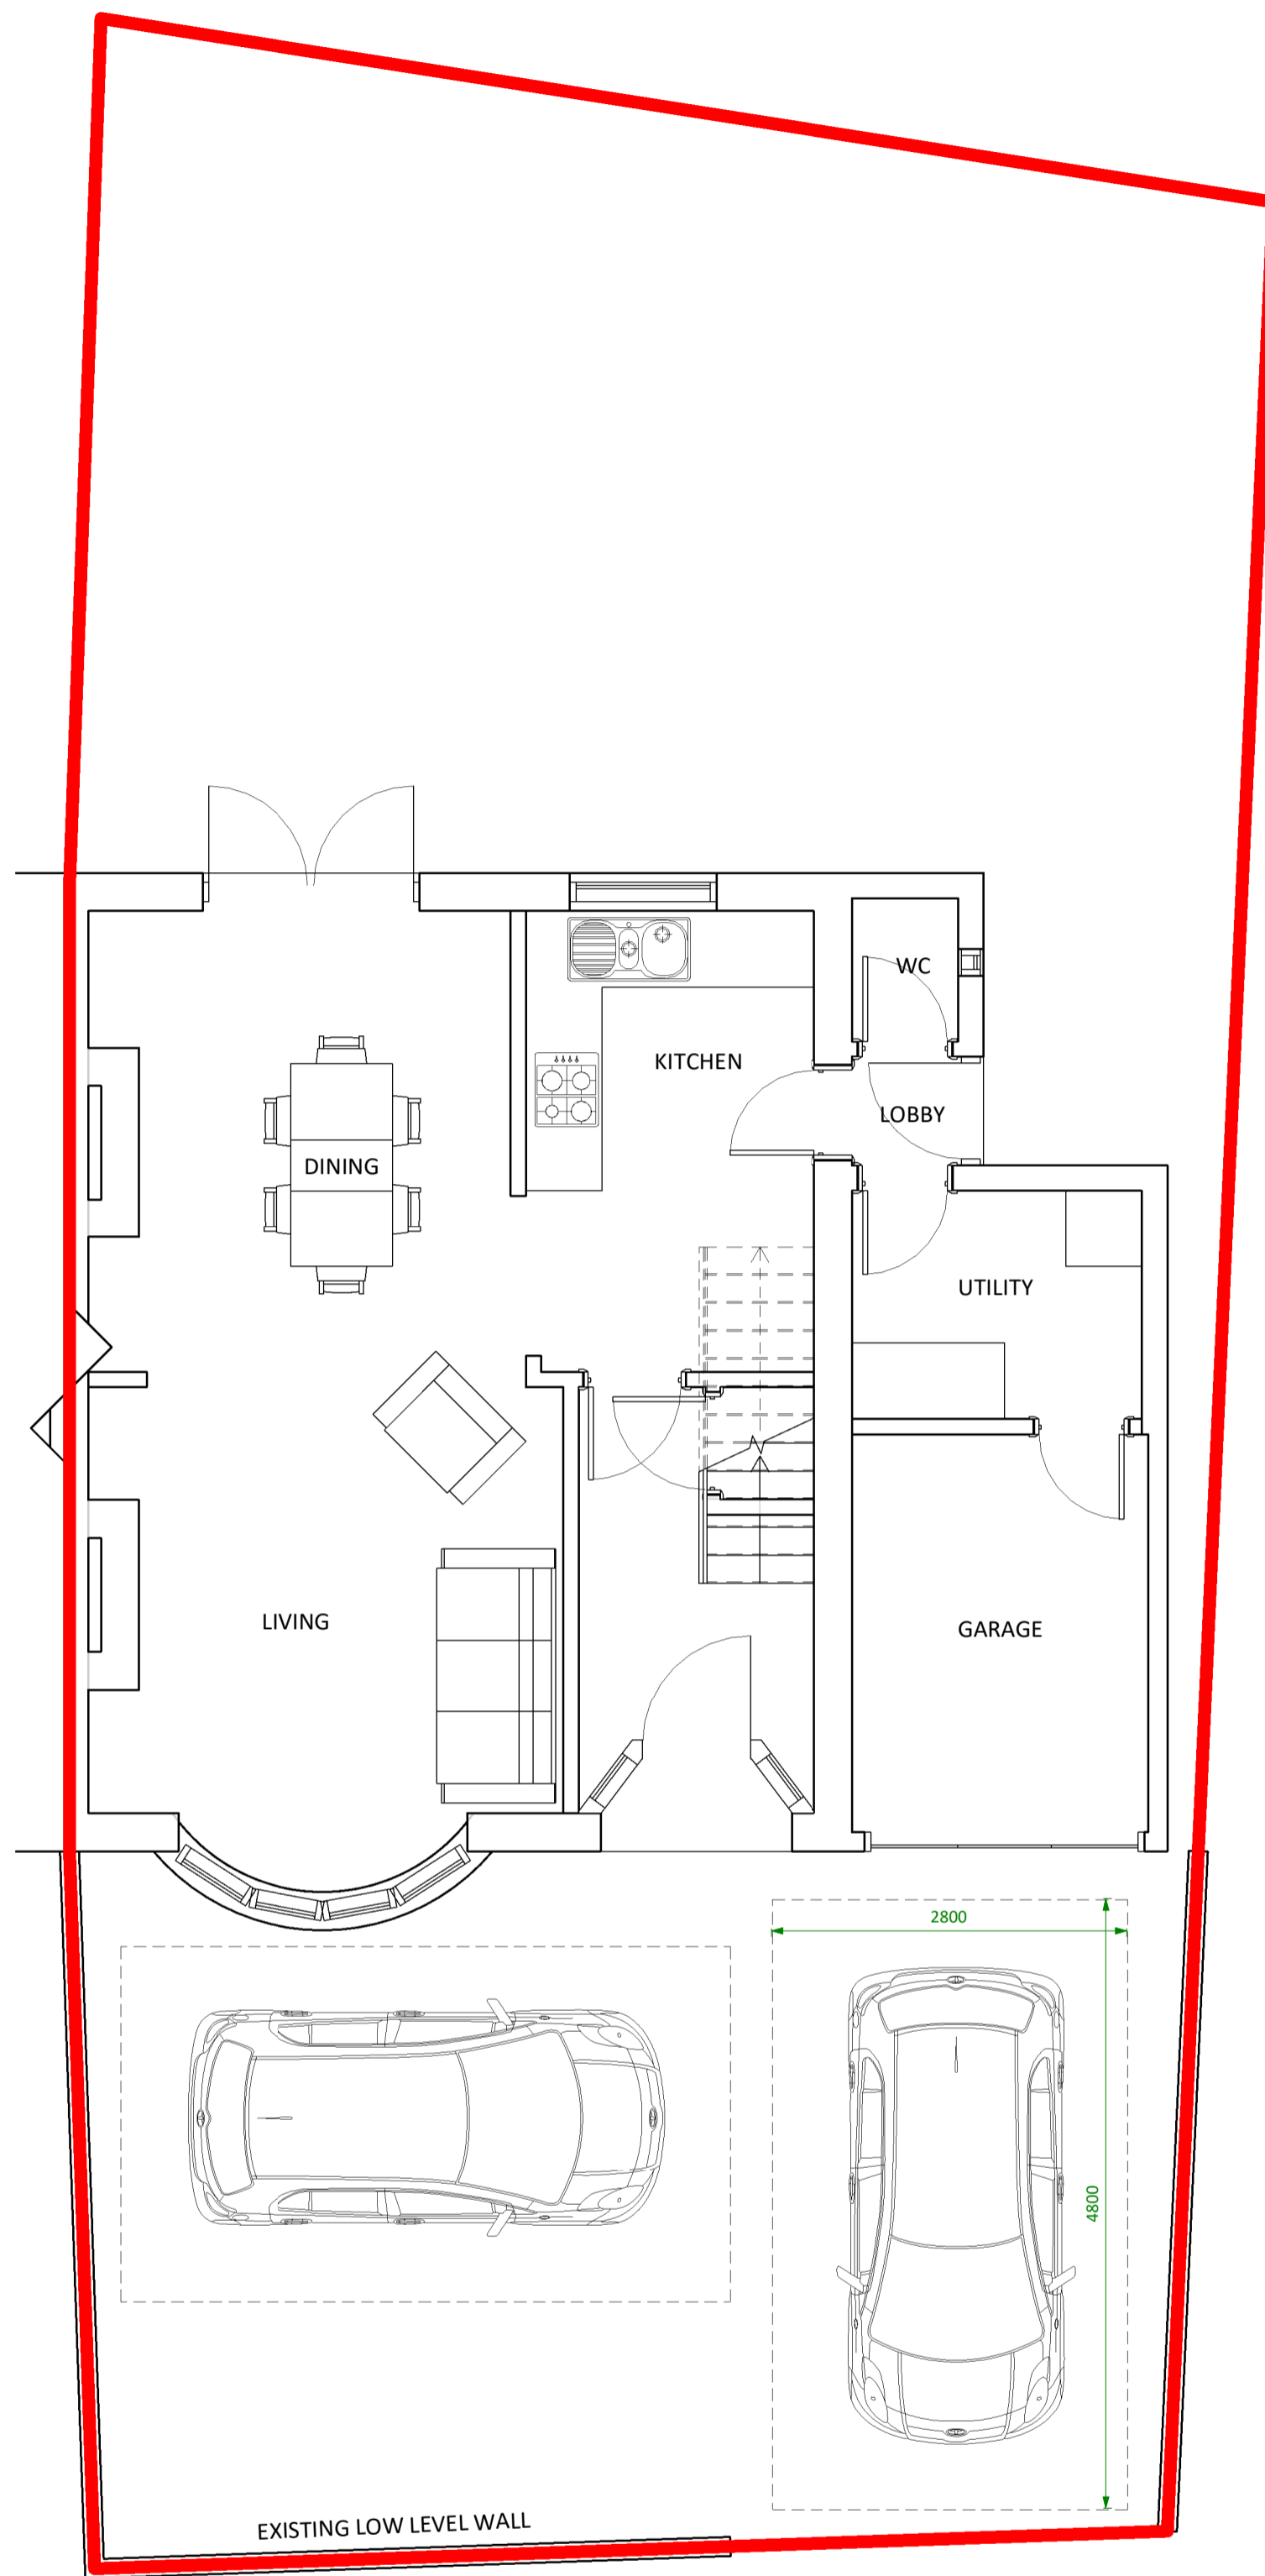 WC
KITCHEN
LOBBY
DINING
UTILITY
LIVING
GARAGE
2800
4800
EXISTING LOW LEVEL WALL